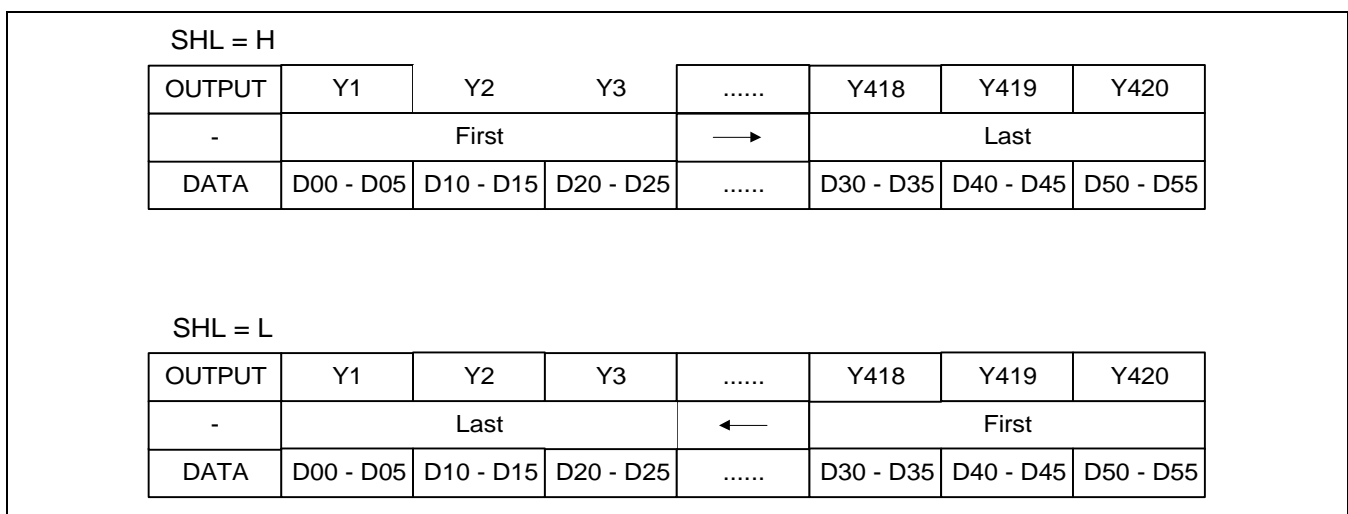 SHL = H
OUTPUT Y1 Y2 Y3 ...... Y418 Y419 Y420
- First Last
DATA D00 - D05 D10 - D15 D20 - D25 ...... D30 - D35 D40 - D45 D50 - D55
SHL = L
OUTPUT Y1 Y2 Y3 ...... Y418 Y419 Y420
- Last First
DATA D00 - D05 D10 - D15 D20 - D25 ...... D30 - D35 D40 - D45 D50 - D55